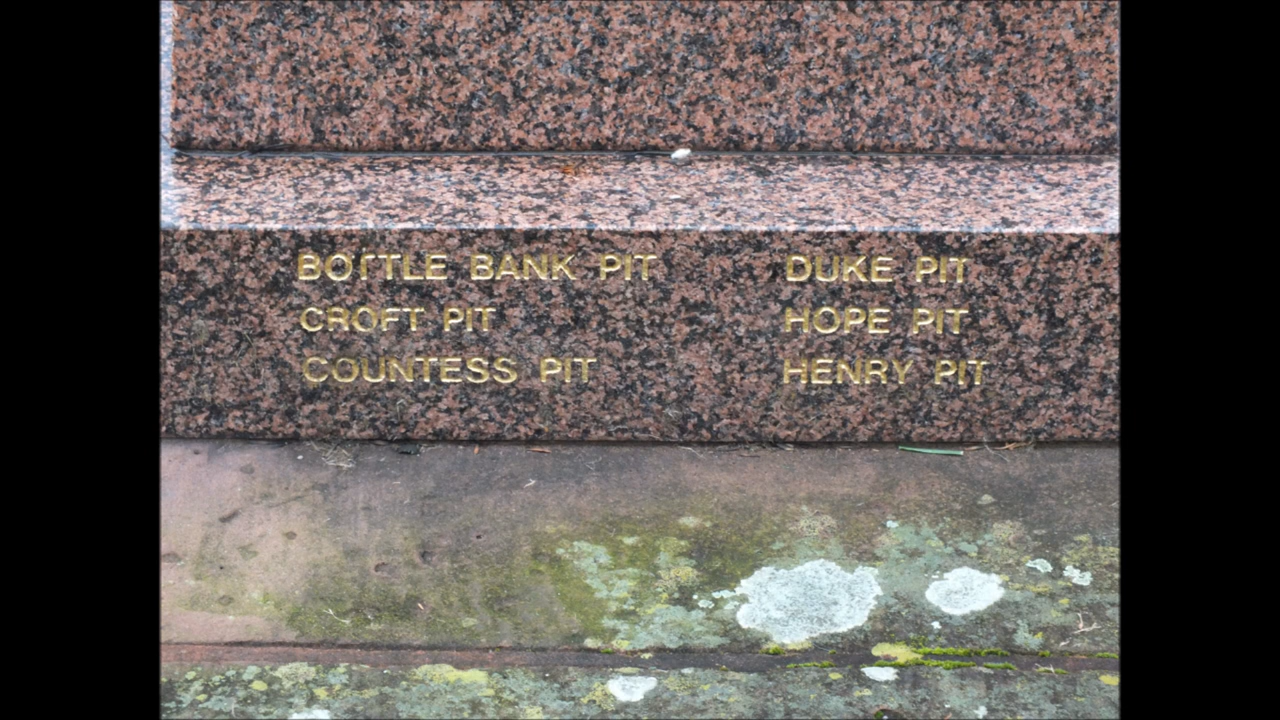 BOTTLE BANK PIT
CROFT PIT
COUNTESS PIT
DUKE PIT
HOPE PIT
HENRY PIT